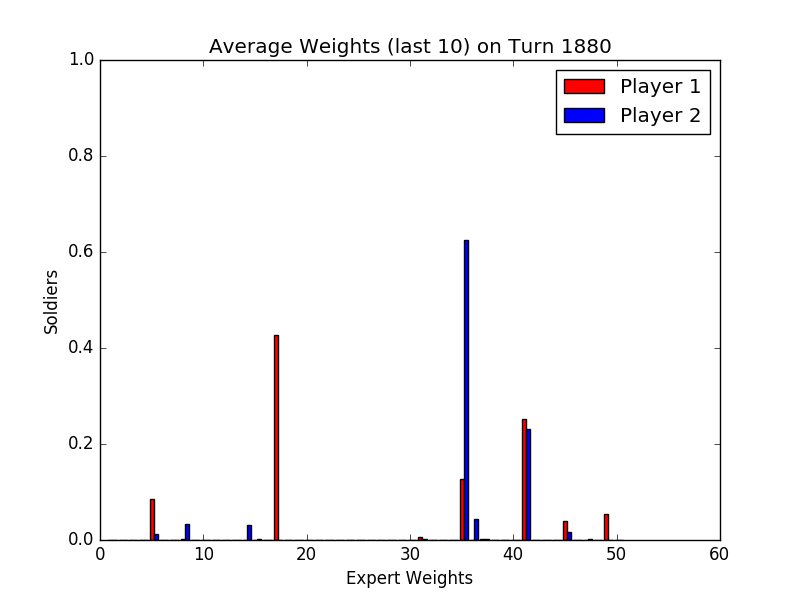 Average Weights (last 10) on Turn 1880
1.0
0.8
0.6
0.4
0.2
0.0
Soldiers
Player 1
Player 2
0 10 20 30 40 50 60
Expert Weights